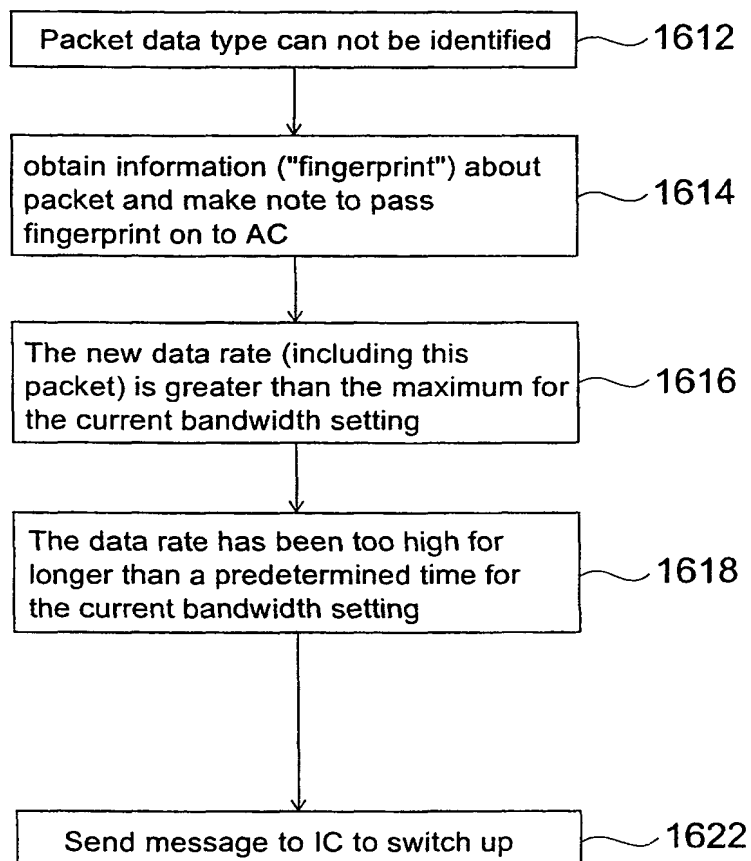 Packet data type can not be identified
1612
obtain information ("fingerprint") about
packet and make note to pass
fingerprint on to AC
1614
The new data rate (including this
packet) is greater than the maximum for
the current bandwidth setting
1616
The data rate has been too high for
longer than a predetermined time for
the current bandwidth setting
1618
Send message to IC to switch up
1622